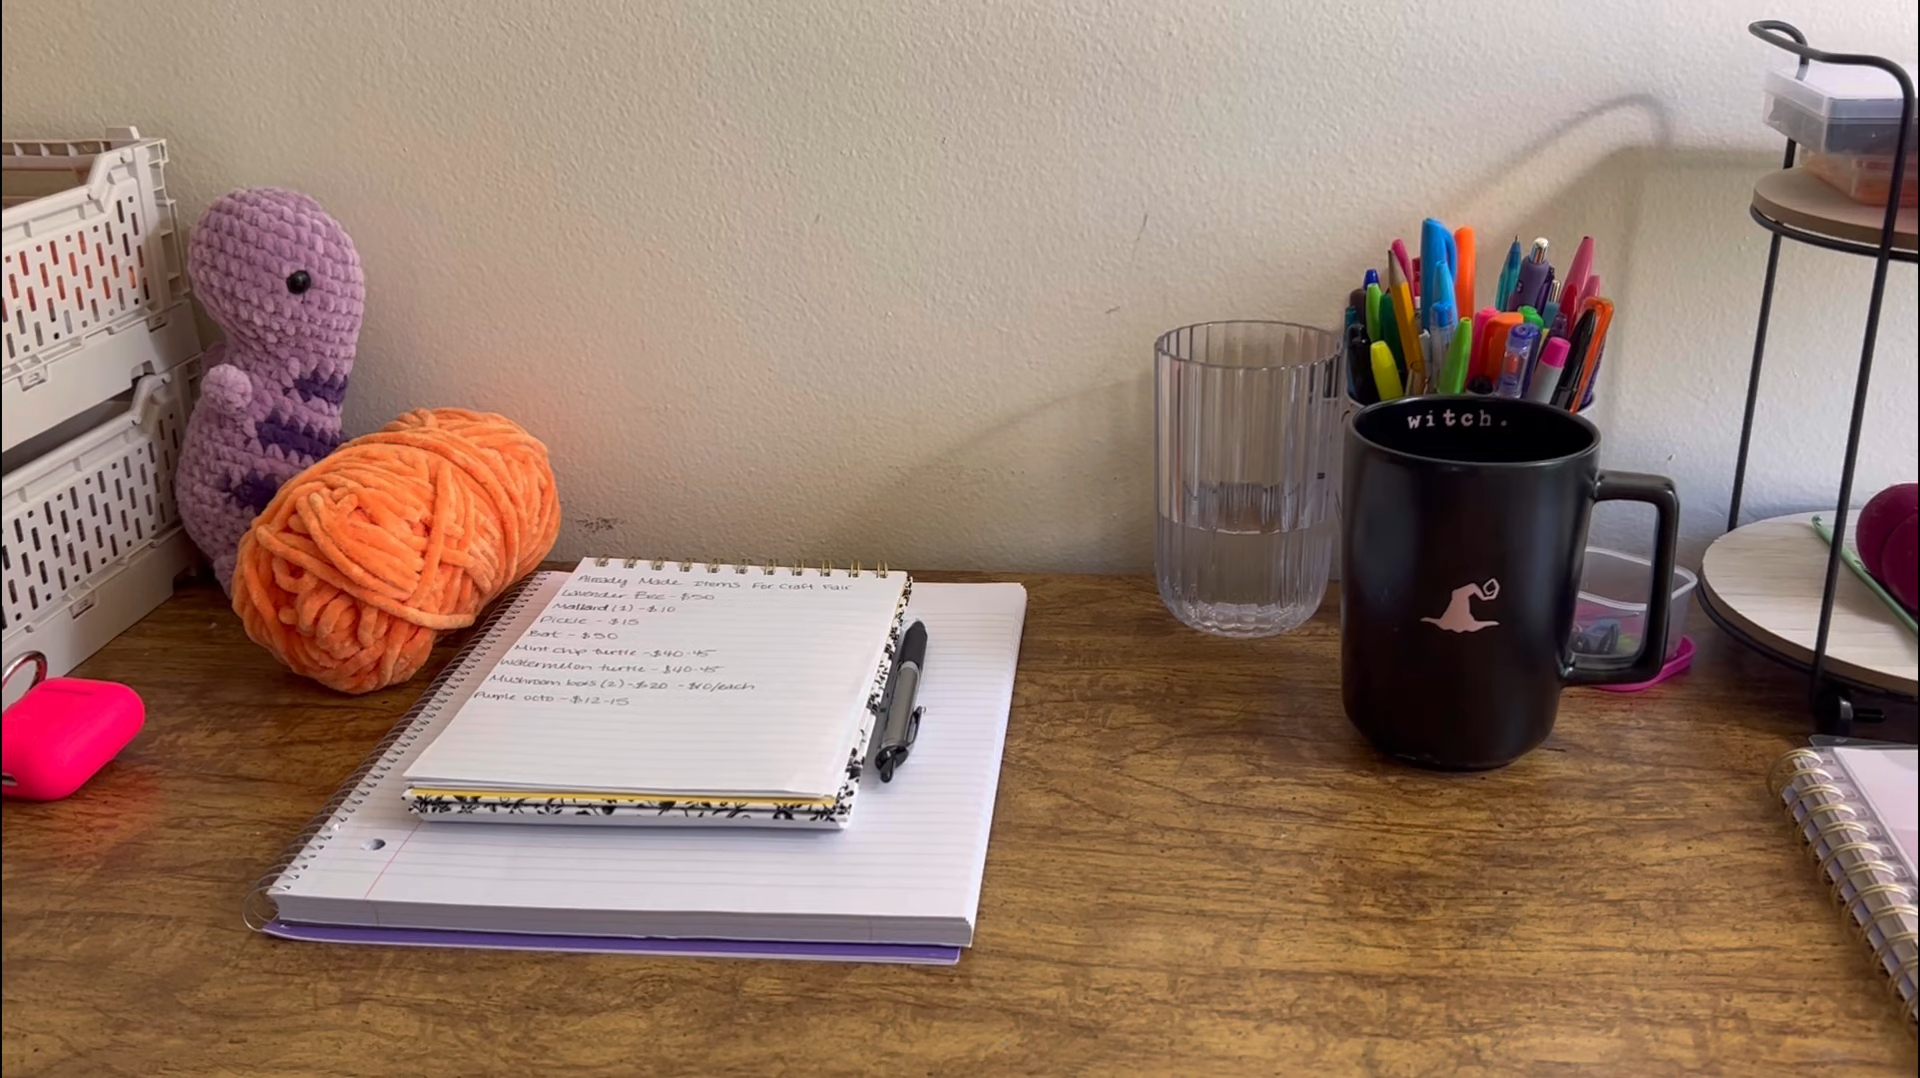 Already Made Items For Craft Fair
Lavender Bee - $50
Mallard (1) - $10
Pickle - $15
Bat - $50
Mint chip turtle - $40-45
Watermelon turtle - $40-45
Mushroom bois (2) - $20 - $10/each
Purple octo - $12-15
witch.